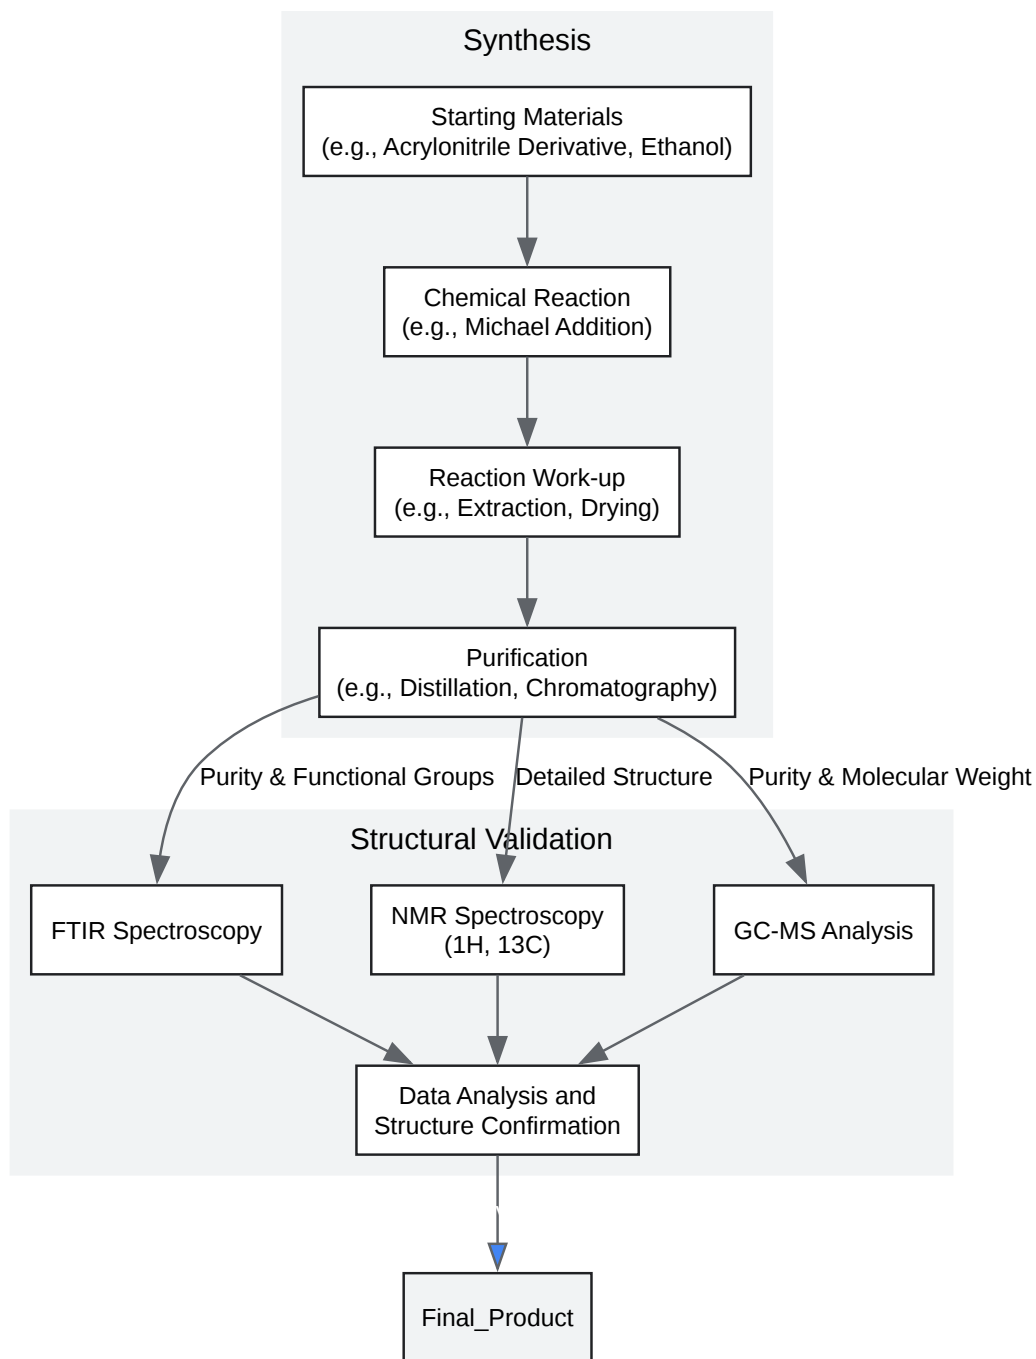 Synthesis
Starting Materials
(e.g., Acrylonitrile Derivative, Ethanol)
Chemical Reaction
(e.g., Michael Addition)
Reaction Work-up
(e.g., Extraction, Drying)
Purification
(e.g., Distillation, Chromatography)
Purity & Functional Groups
Detailed Structure
Purity & Molecular Weight
Structural Validation
FTIR Spectroscopy
NMR Spectroscopy
(1H, 13C)
GC-MS Analysis
Data Analysis and
Structure Confirmation
Final_Product